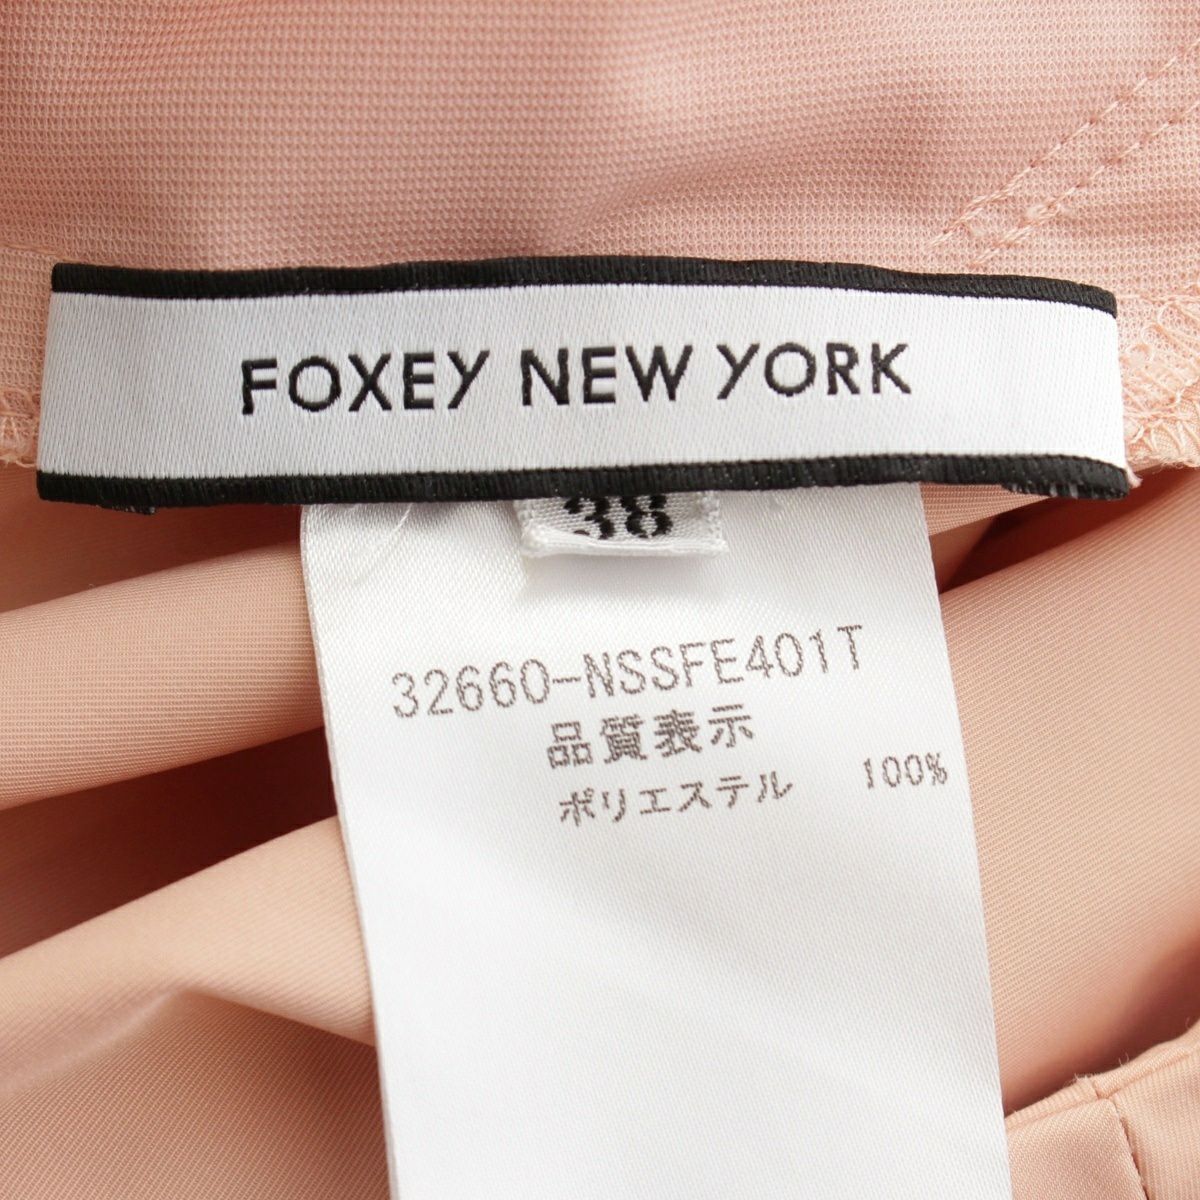 FOXEY NEW YORK
38
32660-NSSFE401T
品質表示
ポリエステル 100%